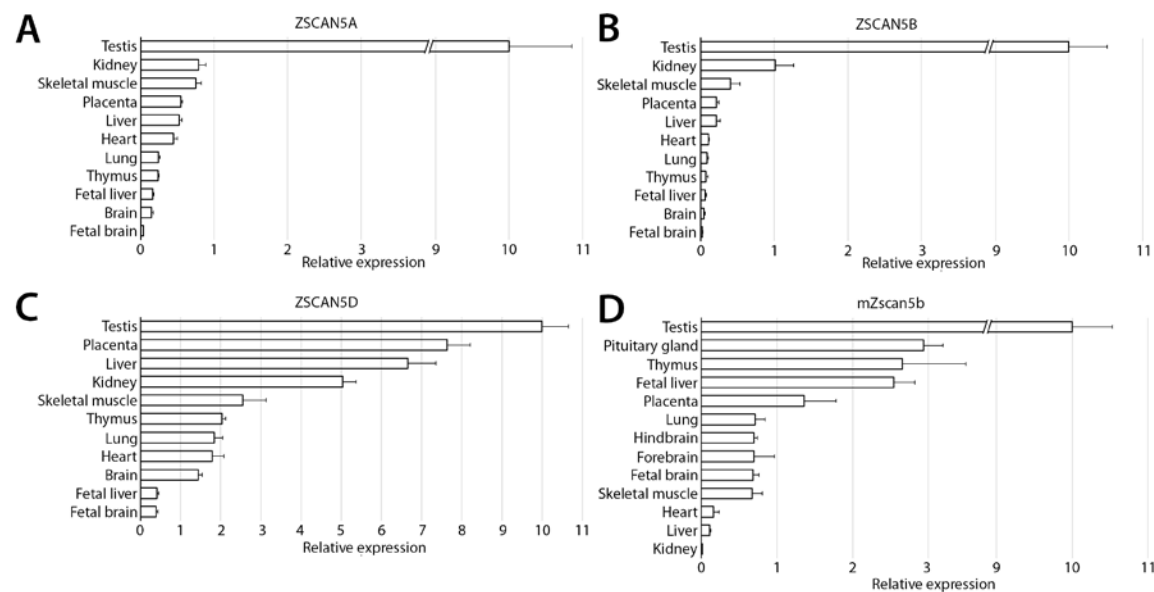 A
ZSCAN5A
Testis
Kidney
Skeletal muscle
Placenta
Liver
Heart
Lung
Thymus
Fetal liver
Brain
Fetal brain
0 1 2 3 9 10 11
Relative expression
B
ZSCAN5B
Testis
Kidney
Skeletal muscle
Placenta
Liver
Heart
Lung
Thymus
Fetal liver
Brain
Fetal brain
0 1 2 3 9 10 11
Relative expression
C
ZSCAN5D
Testis
Placenta
Liver
Kidney
Skeletal muscle
Thymus
Lung
Heart
Brain
Fetal liver
Fetal brain
0 1 2 3 4 5 6 7 8 9 10 11
Relative expression
D
mZscan5b
Testis
Pituitary gland
Thymus
Fetal liver
Placenta
Lung
Hindbrain
Forebrain
Fetal brain
Skeletal muscle
Heart
Liver
Kidney
0 1 2 3 9 10 11
Relative expression